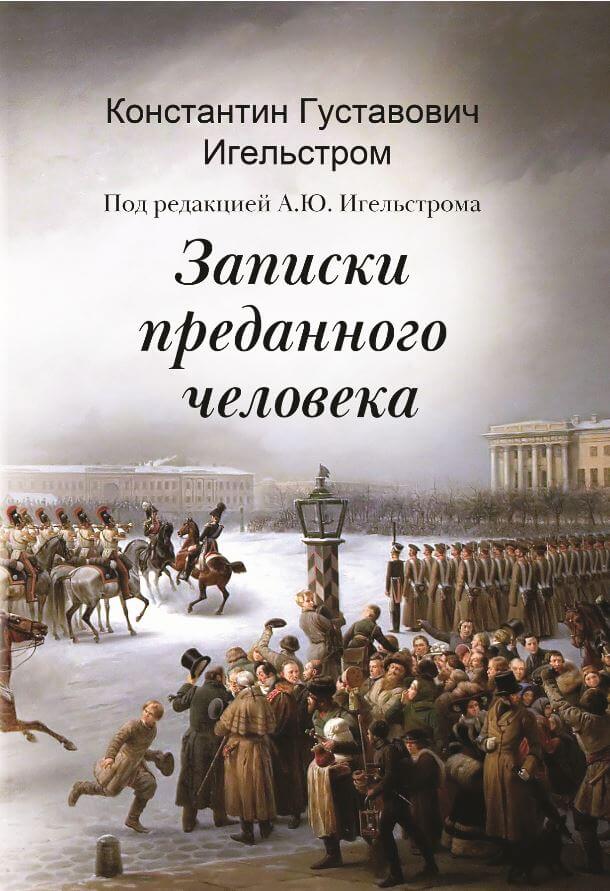 Константин Густавович
Игельстром
Под редакцией А.Ю. Игельстрома
Записки
преданного
человека